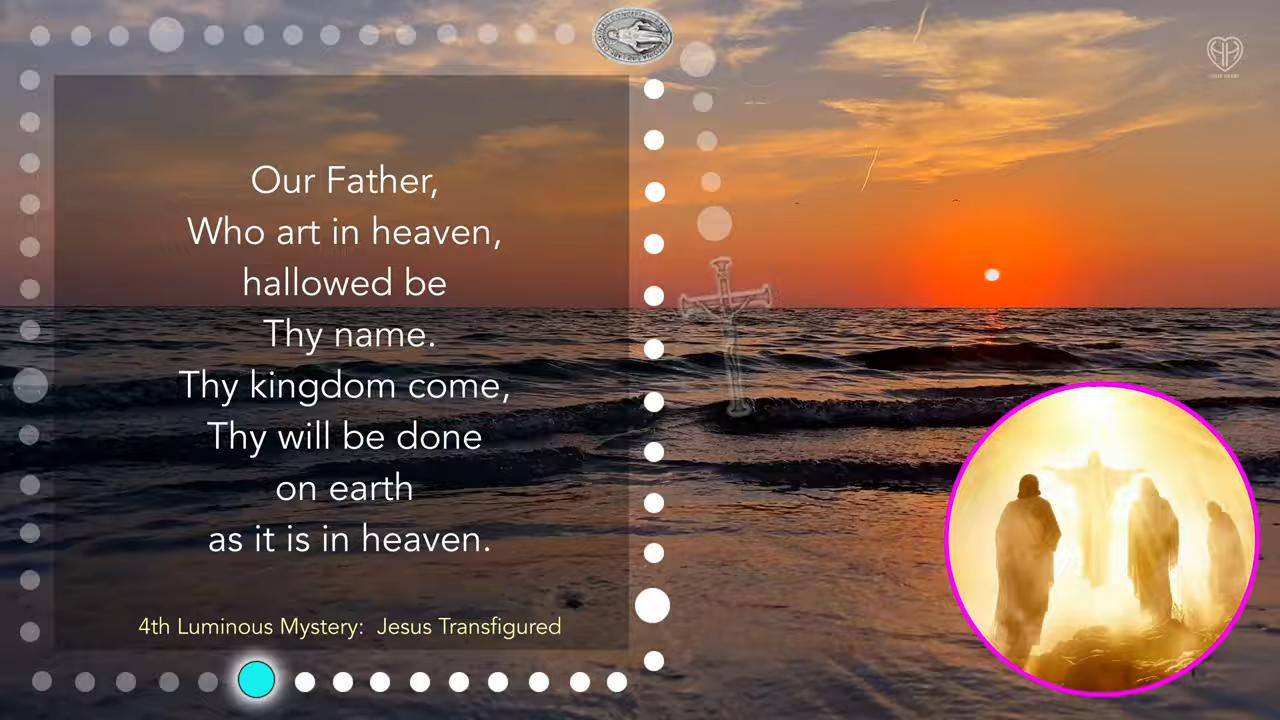 Our Father,
Who art in heaven,
hallowed be
Thy name.
Thy kingdom come,
Thy will be done
on earth
as it is in heaven.
4th Luminous Mystery:  Jesus Transfigured